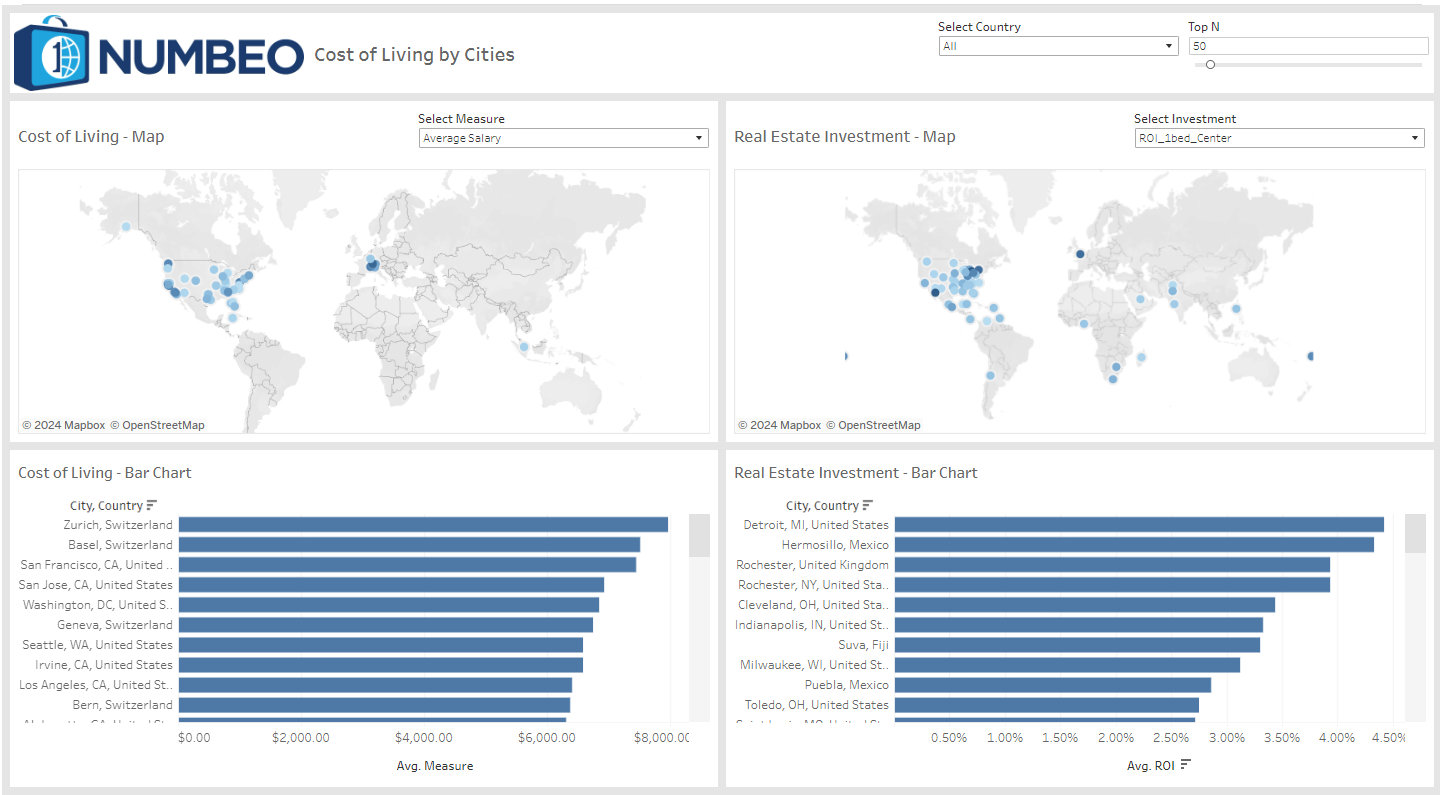 1 NUMBEO
Cost of Living by Cities
Select Country
All
Top N
50
Cost of Living - Map
Select Measure
Average Salary
© 2024 Mapbox © OpenStreetMap
Real Estate Investment - Map
Select Investment
ROI_1bed_Center
© 2024 Mapbox © OpenStreetMap
Cost of Living - Bar Chart
City, Country
Zurich, Switzerland
Basel, Switzerland
San Francisco, CA, United ..
San Jose, CA, United States
Washington, DC, United S..
Geneva, Switzerland
Seattle, WA, United States
Irvine, CA, United States
Los Angeles, CA, United St..
Bern, Switzerland
$0.00
$2,000.00
$4,000.00
$6,000.00
$8,000.00
Avg. Measure
Real Estate Investment - Bar Chart
City, Country
Detroit, MI, United States
Hermosillo, Mexico
Rochester, United Kingdom
Rochester, NY, United Sta..
Cleveland, OH, United Sta..
Indianapolis, IN, United St..
Suva, Fiji
Milwaukee, WI, United St..
Puebla, Mexico
Toledo, OH, United States
0.50%
1.00%
1.50%
2.00%
2.50%
3.00%
3.50%
4.00%
4.50%
Avg. ROI